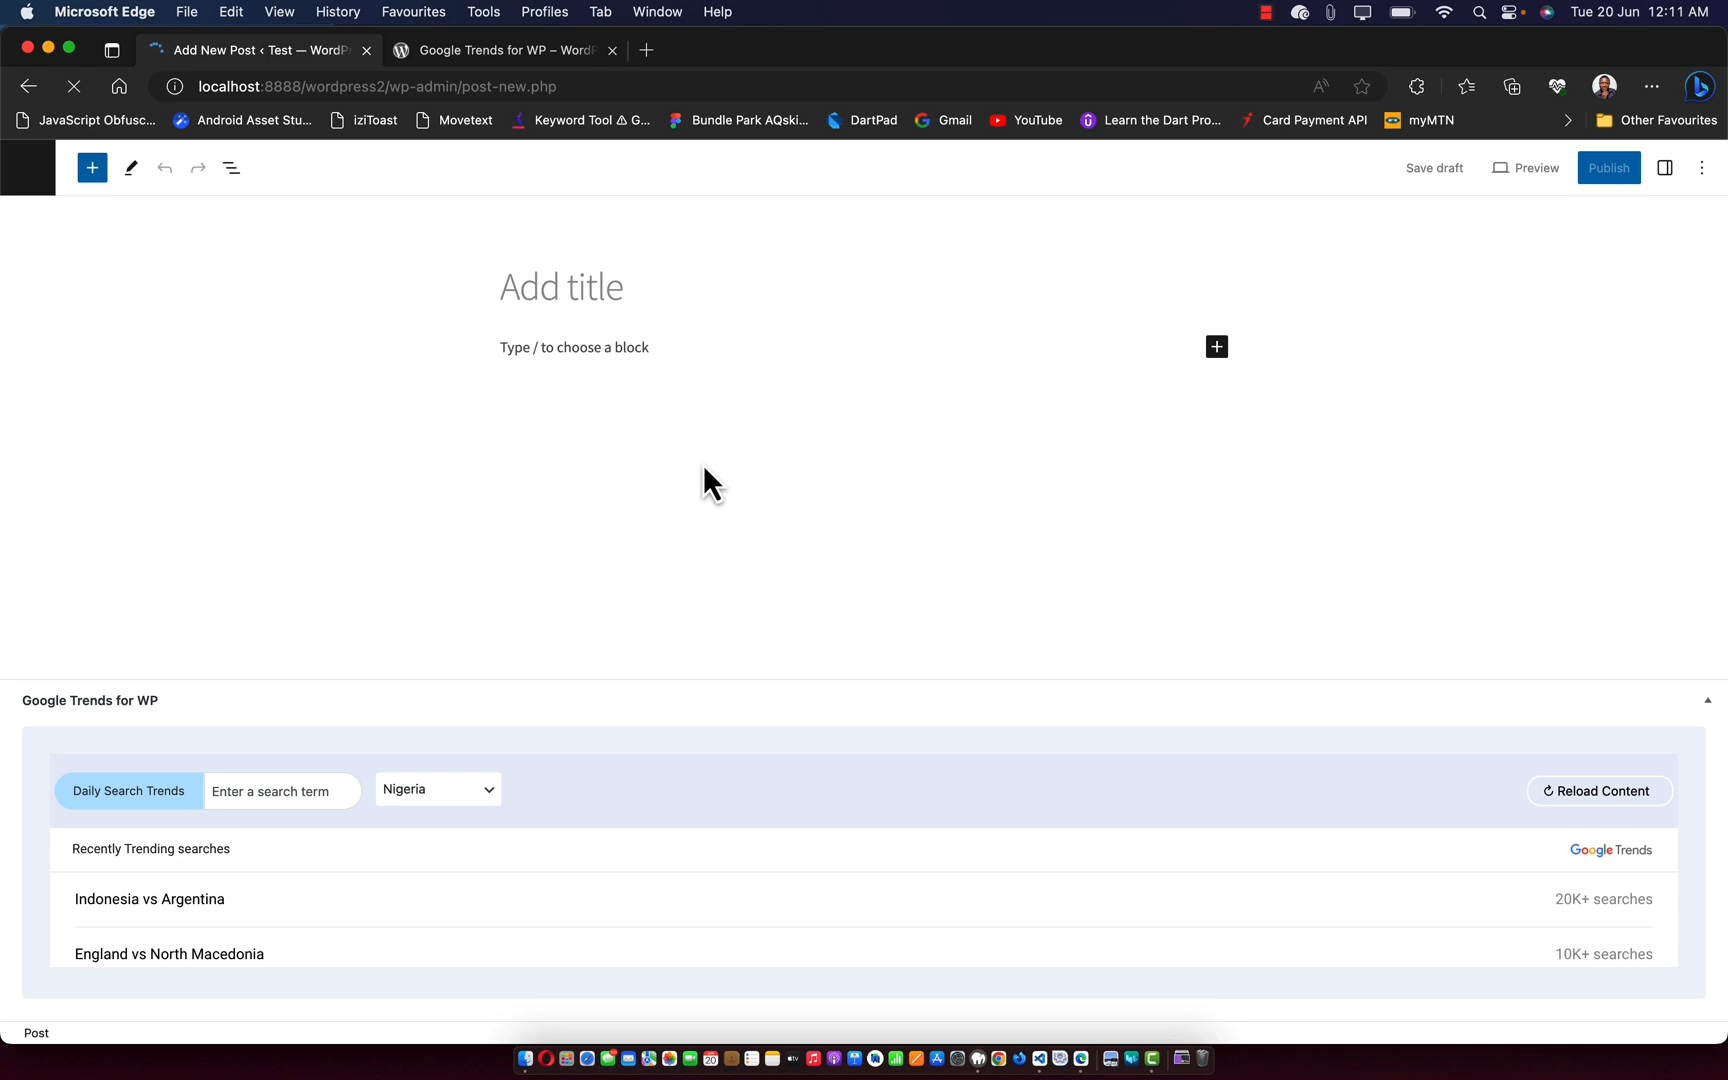 Microsoft Edge File Edit View History Favourites Tools Profiles Tab Window Help Tue 20 Jun 12:11 AM
Add New Post ‹ Test — WordPr Google Trends for WP – WordP
localhost:8888/wordpress2/wp-admin/post-new.php
JavaScript Obfusc... Android Asset Stu... iziToast Movetext Keyword Tool ⚠ G... Bundle Park AQski... DartPad Gmail YouTube Learn the Dart Pro... Card Payment API myMTN Other Favourites
Save draft Preview Publish
Add title
Type / to choose a block
Google Trends for WP
Daily Search Trends Enter a search term Nigeria Reload Content
Recently Trending searches Google Trends
Indonesia vs Argentina 20K+ searches
England vs North Macedonia 10K+ searches
Post
20